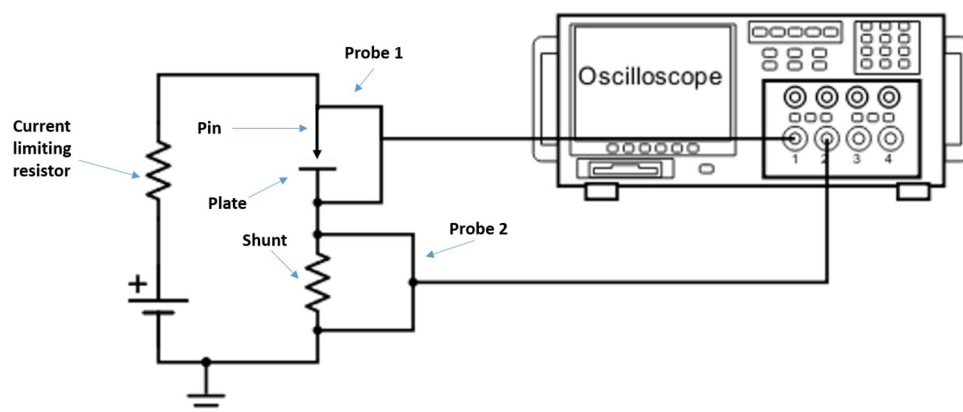 Probe 1
Oscilloscope
Current
limiting
resistor
Pin
1 2 3 4
Plate
Shunt
Probe 2
+